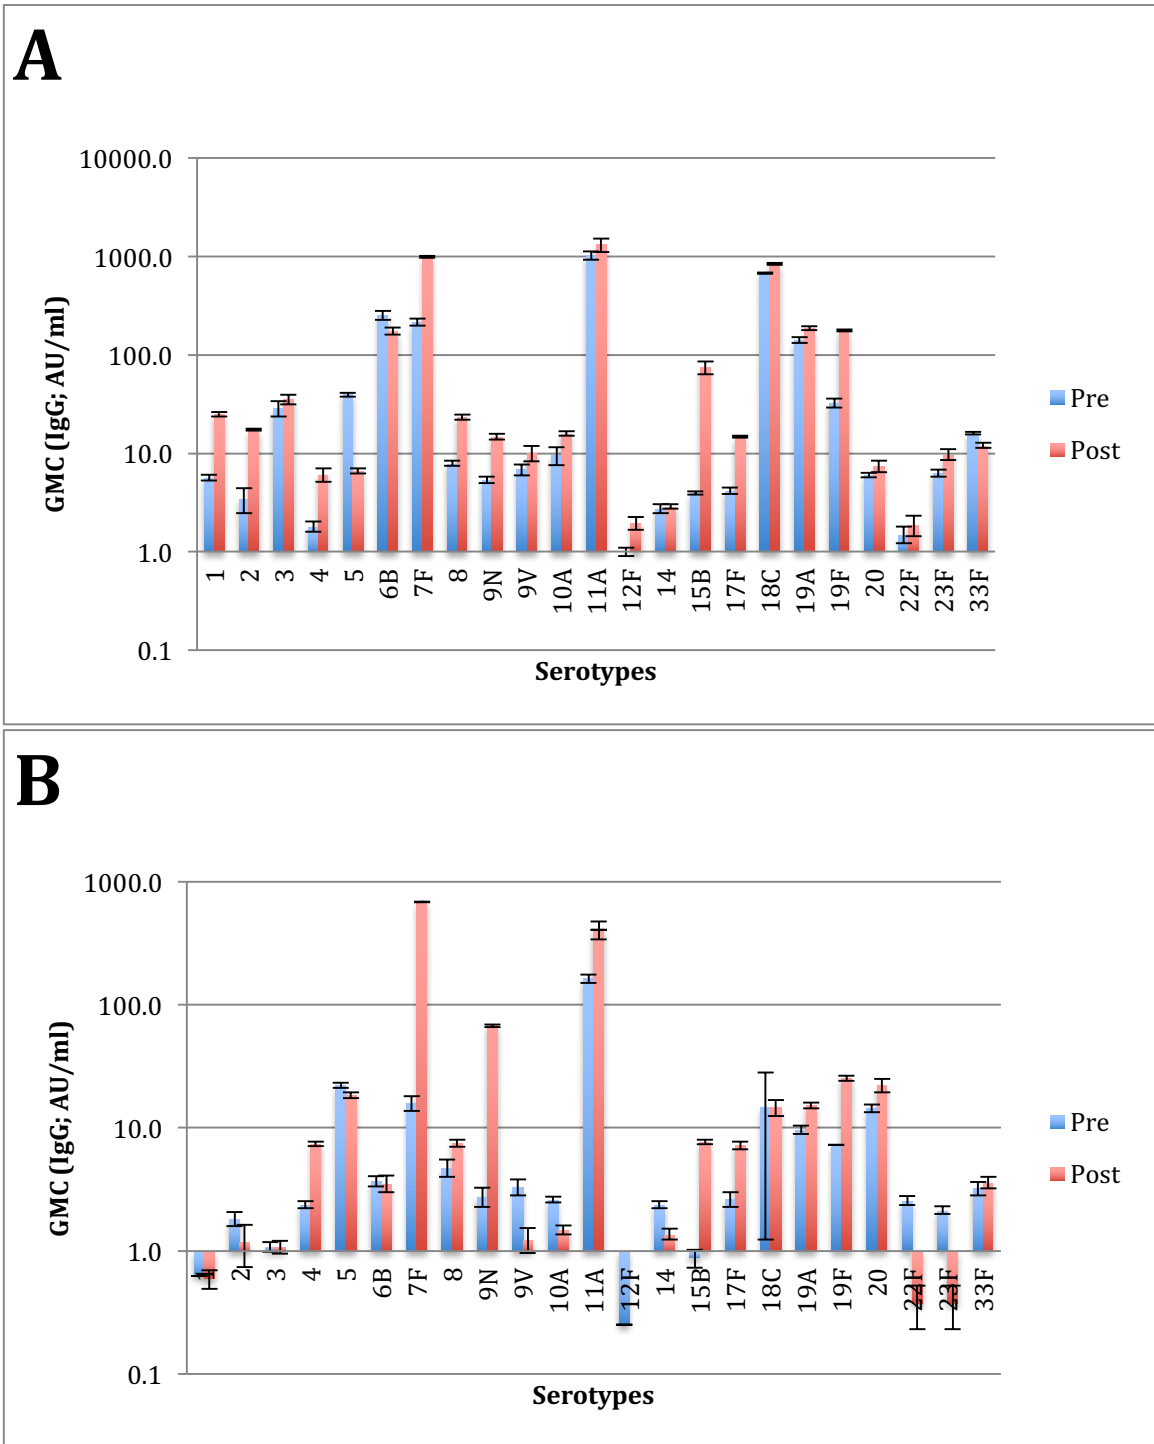 A
10000.0
1000.0
100.0
10.0
1.0
0.1
GMC (IgG; AU/ml)
1 2 3 4 5 6B 7F 8 9N 9V 10A 11A 12F 14 15B 17F 18C 19A 19F 20 22F 23F 33F
Serotypes
Pre
Post
B
1000.0
100.0
10.0
1.0
0.1
GMC (IgG; AU/ml)
2 3 4 5 6B 7F 8 9N 9V 10A 11A 12F 14 15B 17F 18C 19A 19F 20 22F 23F 33F
Serotypes
Pre
Post